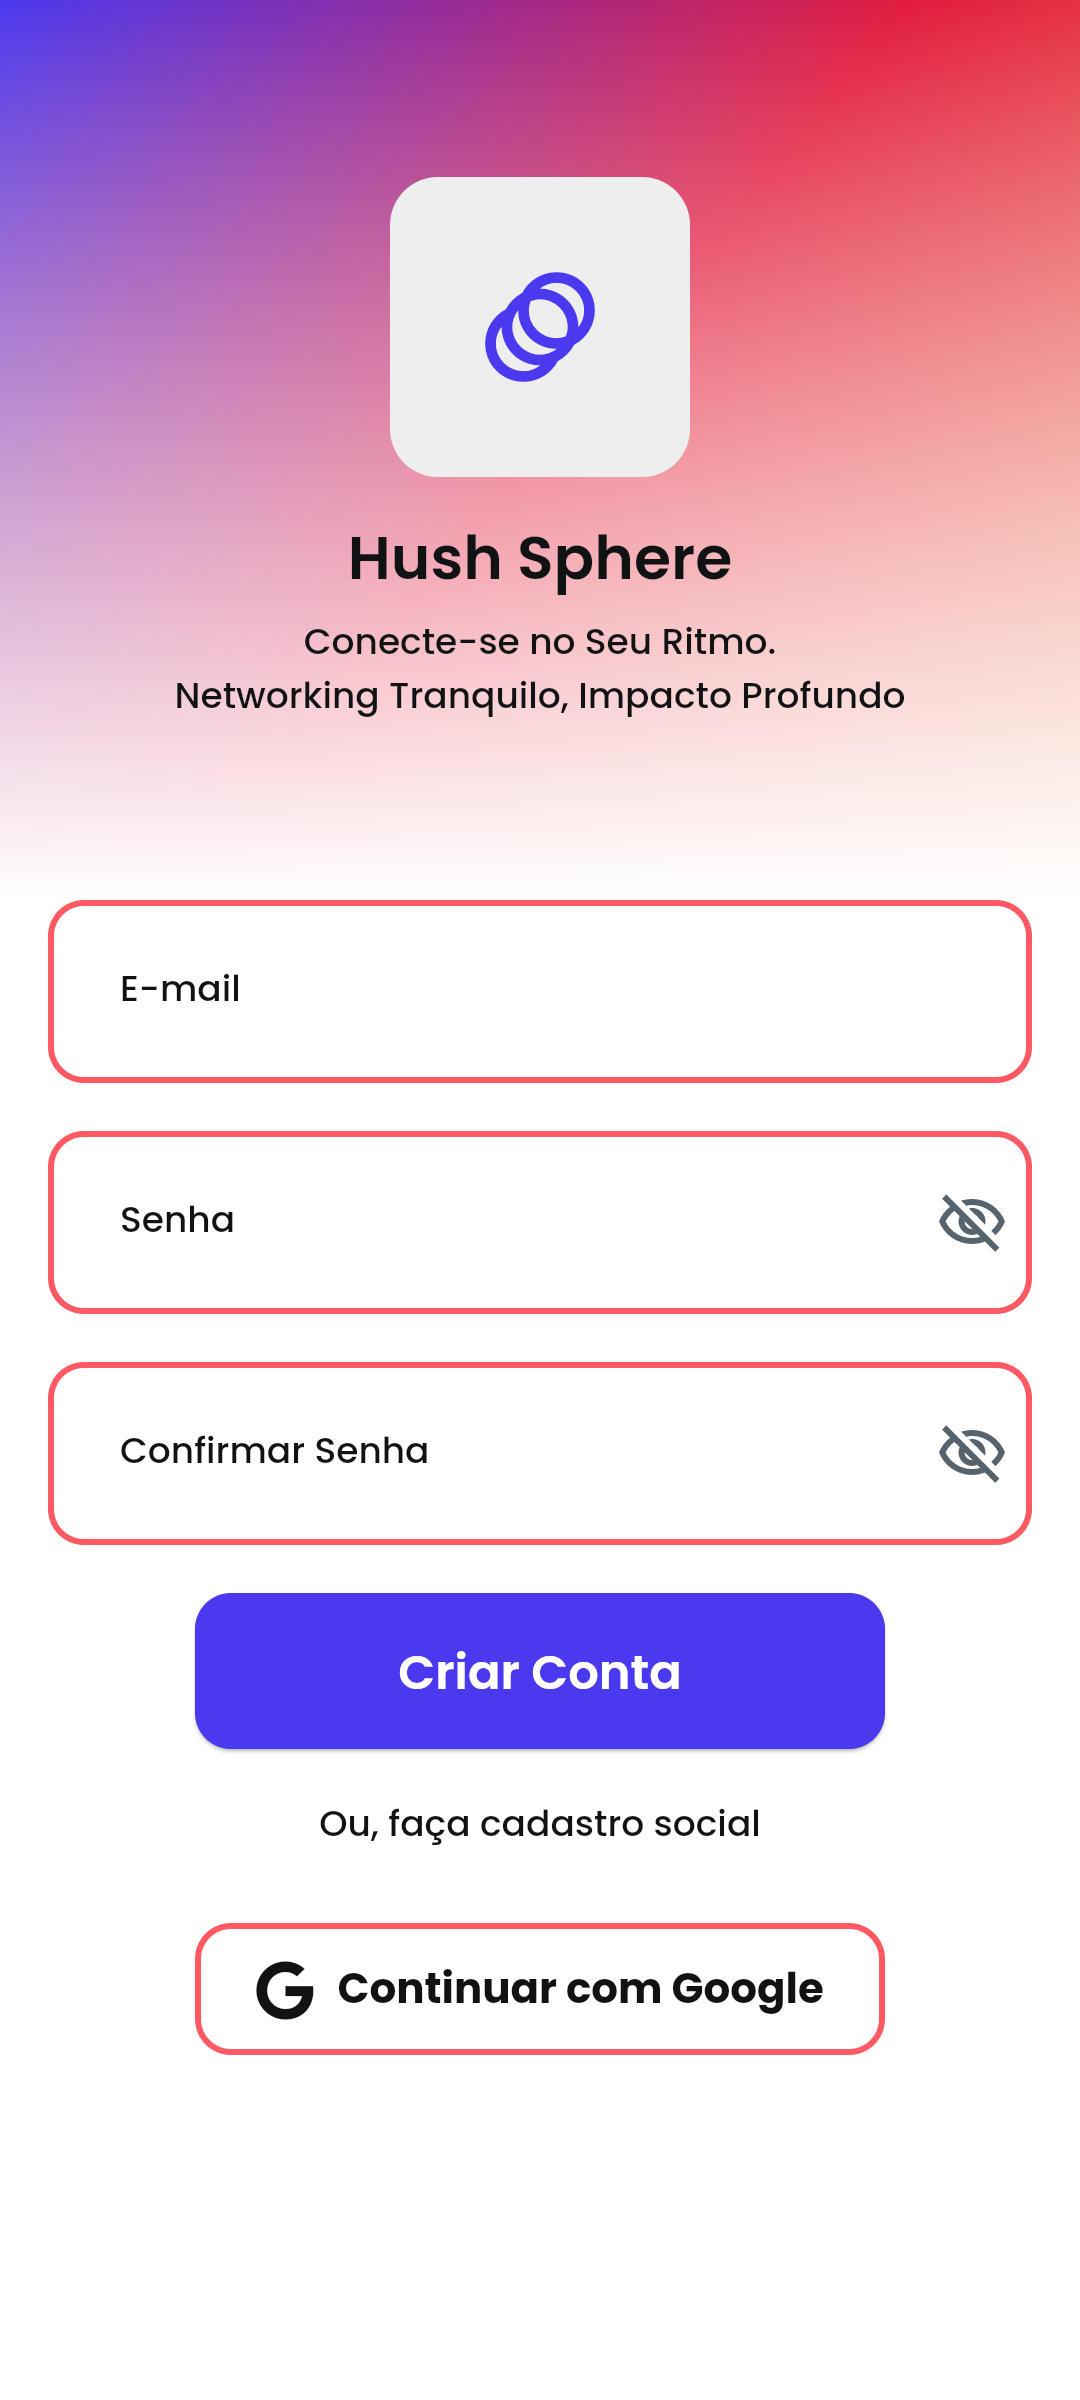 Hush Sphere
Conecte-se no Seu Ritmo.
Networking Tranquilo, Impacto Profundo
E-mail
Senha
Confirmar Senha
Criar Conta
Ou, faça cadastro social
Continuar com Google